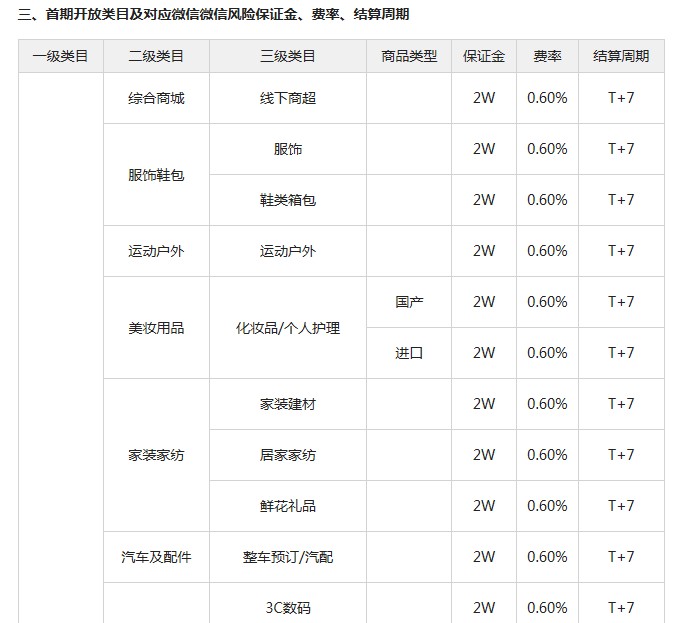 三、首期开放类目及对应微信微信风险保证金、费率、结算周期
一级类目 二级类目 三级类目 商品类型 保证金 费率 结算周期
综合商城 线下商超 2W 0.60% T+7
服饰鞋包 服饰 2W 0.60% T+7
鞋类箱包 2W 0.60% T+7
运动户外 运动户外 2W 0.60% T+7
美妆用品 化妆品/个人护理 国产 2W 0.60% T+7
进口 2W 0.60% T+7
家装家纺 家装建材 2W 0.60% T+7
居家家纺 2W 0.60% T+7
鲜花礼品 2W 0.60% T+7
汽车及配件 整车预订/汽配 2W 0.60% T+7
3C数码 2W 0.60% T+7